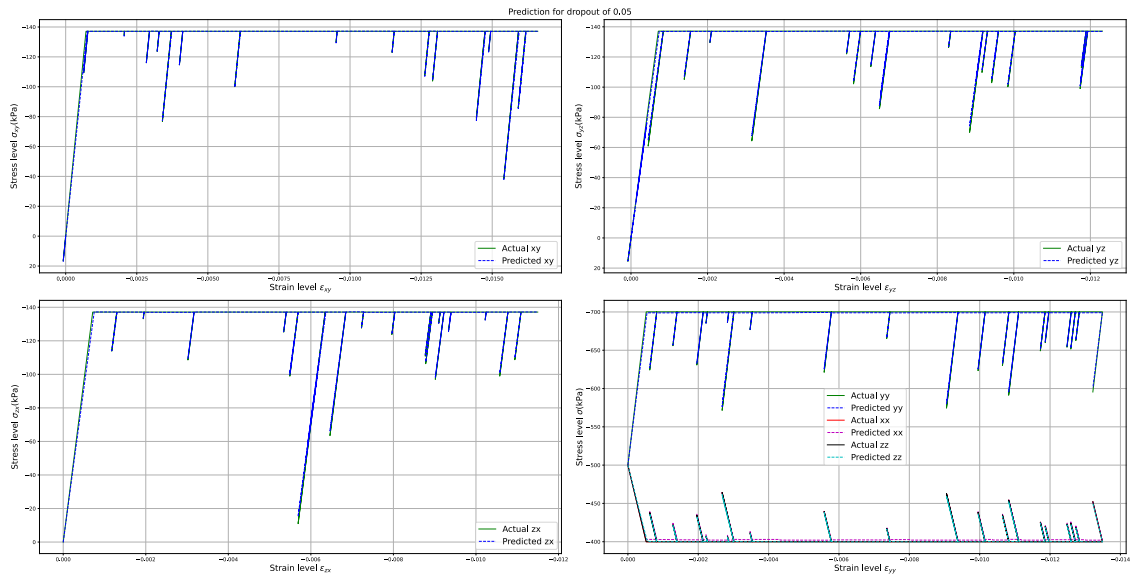 Prediction for dropout of 0.05
Stress level σxy(kPa)
−140
−120
−100
−80
−60
−40
−20
0
20
0.0000
−0.0025
−0.0050
−0.0075
−0.0100
−0.0125
−0.0150
Strain level εxy
Actual xy
Predicted xy
Stress level σyz(kPa)
−140
−120
−100
−80
−60
−40
−20
0
20
0.000
−0.002
−0.004
−0.006
−0.008
−0.010
−0.012
Strain level εyz
Actual yz
Predicted yz
Stress level σzx(kPa)
−140
−120
−100
−80
−60
−40
−20
0
0.000
−0.002
−0.004
−0.006
−0.008
−0.010
−0.012
Strain level εzx
Actual zx
Predicted zx
Stress level σ(kPa)
−700
−650
−600
−550
−500
−450
−400
0.000
−0.002
−0.004
−0.006
−0.008
−0.010
−0.012
−0.014
Strain level εyy
Actual yy
Predicted yy
Actual xx
Predicted xx
Actual zz
Predicted zz